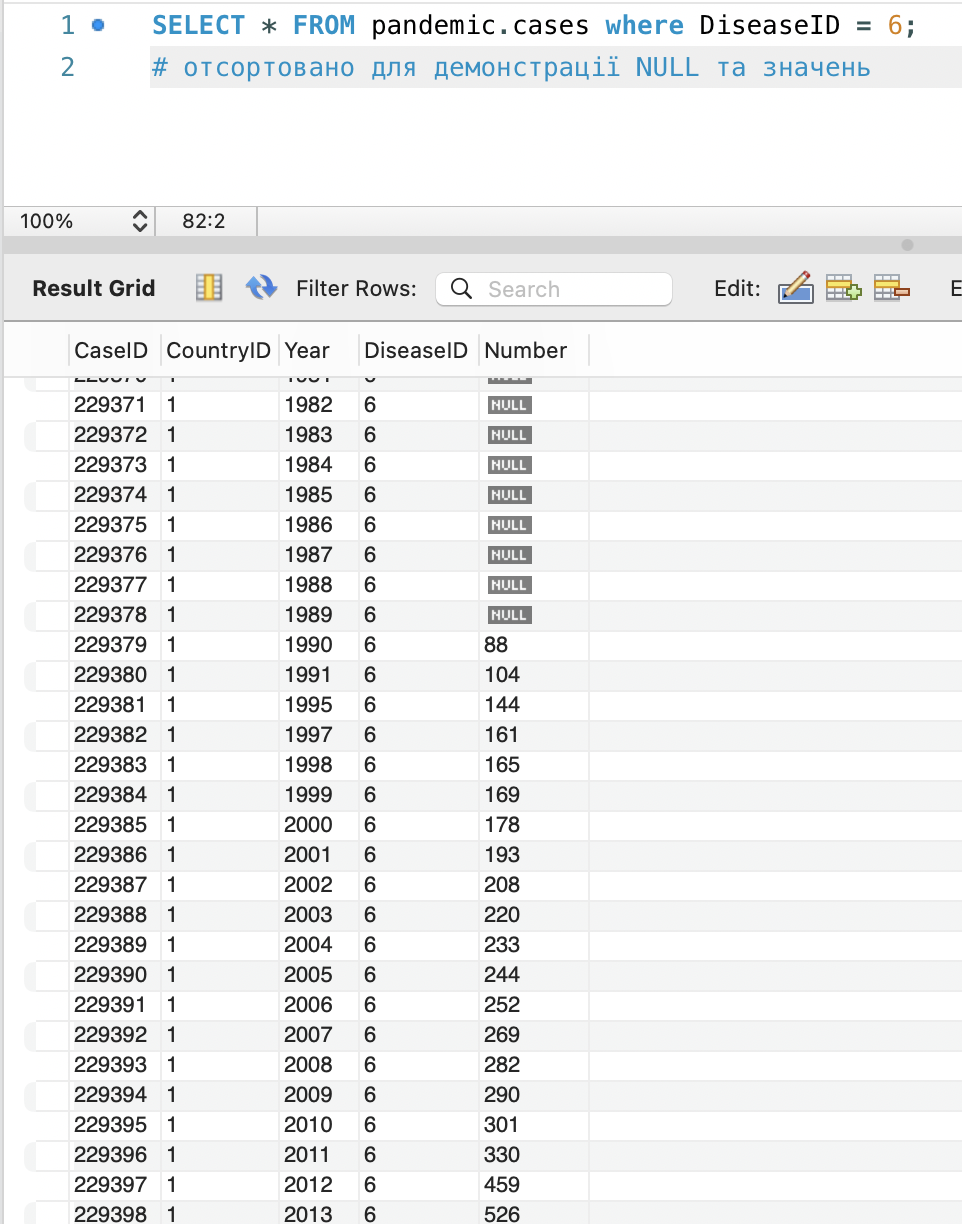 1 SELECT * FROM pandemic.cases where DiseaseID = 6;
2 # отсортовано для демонстрації NULL та значень
100% 82:2
Result Grid Filter Rows: Search Edit: E
CaseID CountryID Year DiseaseID Number
229370 1 1981 6 NULL
229371 1 1982 6 NULL
229372 1 1983 6 NULL
229373 1 1984 6 NULL
229374 1 1985 6 NULL
229375 1 1986 6 NULL
229376 1 1987 6 NULL
229377 1 1988 6 NULL
229378 1 1989 6 NULL
229379 1 1990 6 88
229380 1 1991 6 104
229381 1 1995 6 144
229382 1 1997 6 161
229383 1 1998 6 165
229384 1 1999 6 169
229385 1 2000 6 178
229386 1 2001 6 193
229387 1 2002 6 208
229388 1 2003 6 220
229389 1 2004 6 233
229390 1 2005 6 244
229391 1 2006 6 252
229392 1 2007 6 269
229393 1 2008 6 282
229394 1 2009 6 290
229395 1 2010 6 301
229396 1 2011 6 330
229397 1 2012 6 459
229398 1 2013 6 526